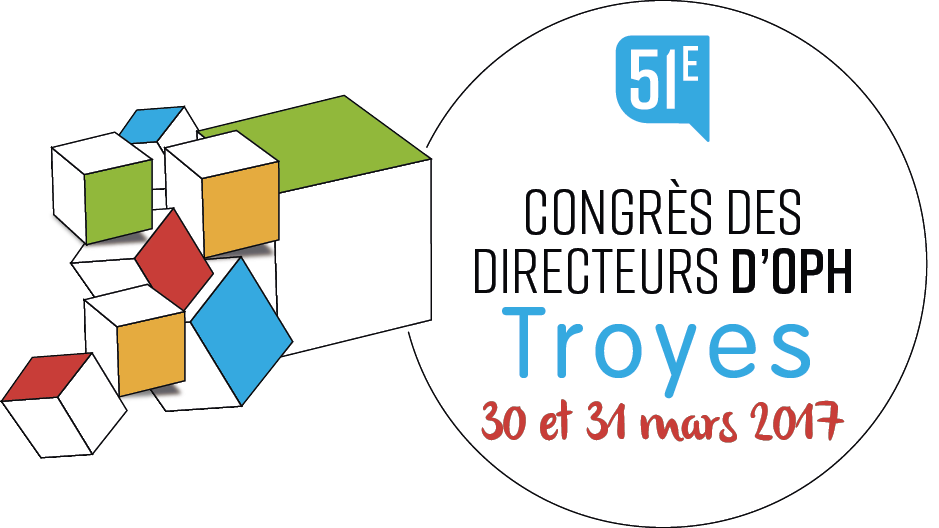 51E
CONGRÈS DES
DIRECTEURS D'OPH
Troyes
30 et 31 mars 2017